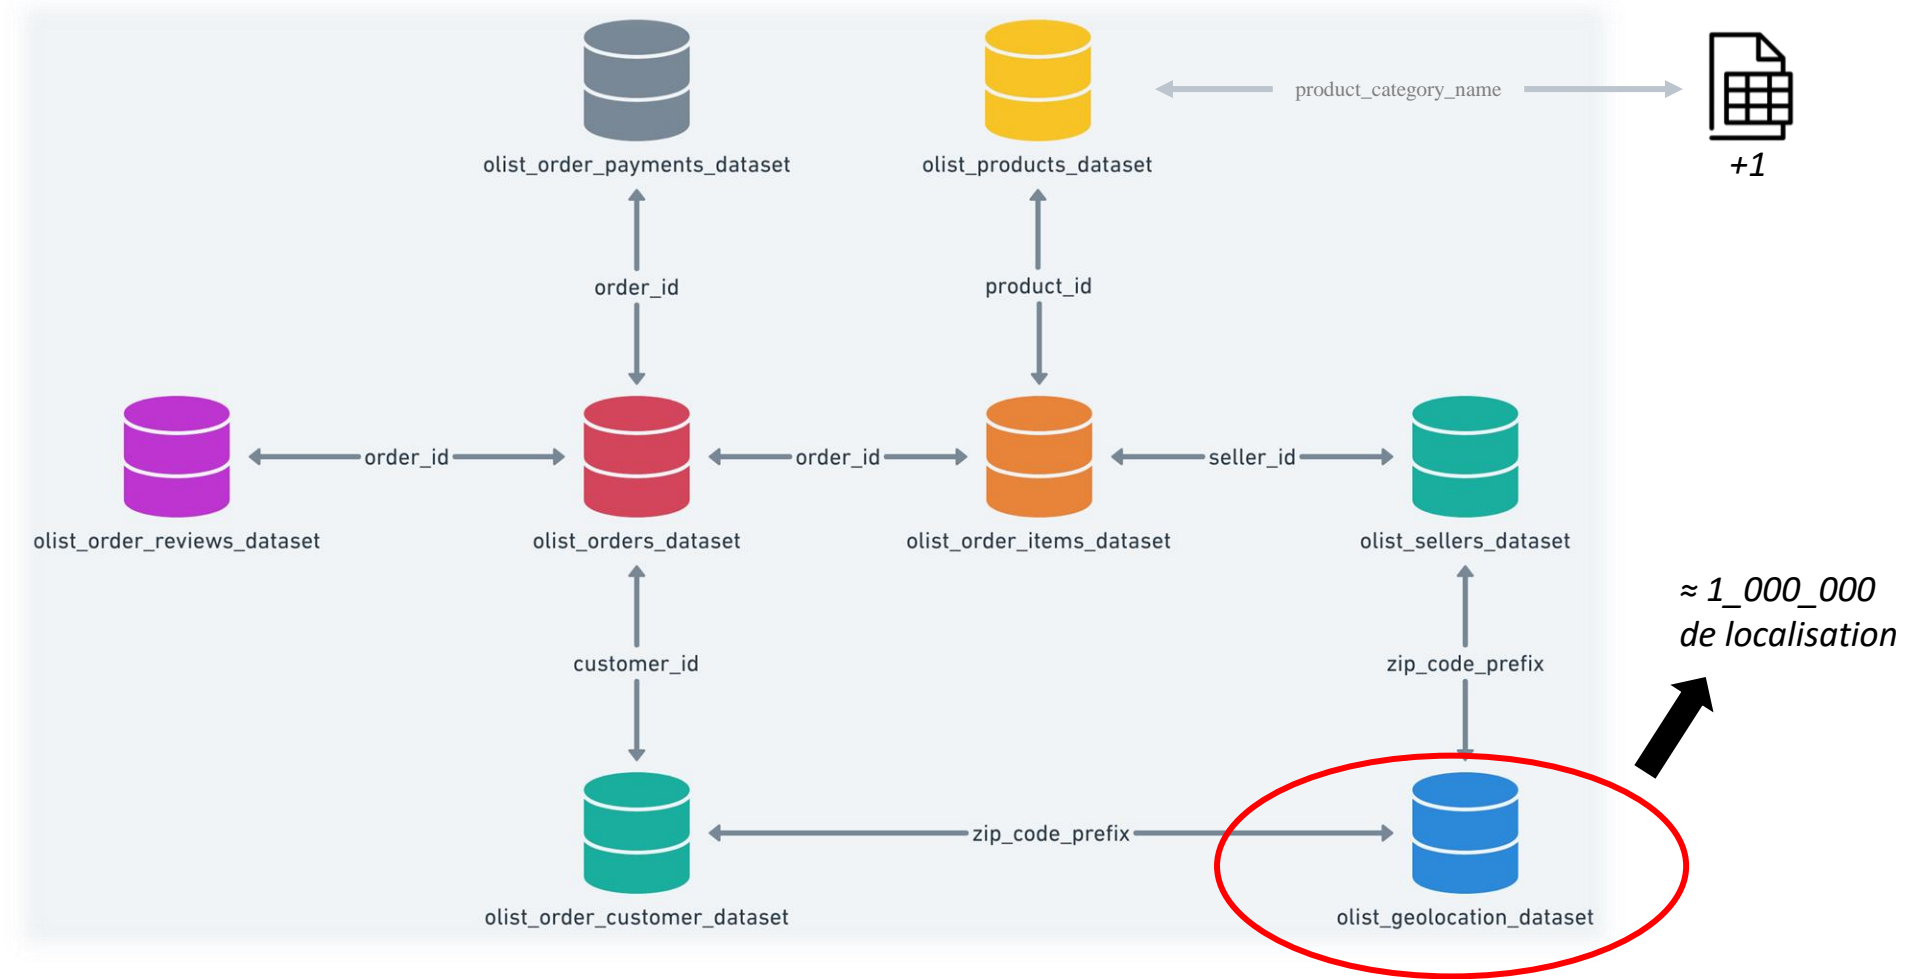 product_category_name
+1
olist_order_payments_dataset
olist_products_dataset
order_id
product_id
order_id
order_id
seller_id
olist_order_reviews_dataset
olist_orders_dataset
olist_order_items_dataset
olist_sellers_dataset
≈ 1_000_000
de localisation
customer_id
zip_code_prefix
zip_code_prefix
olist_order_customer_dataset
olist_geolocation_dataset